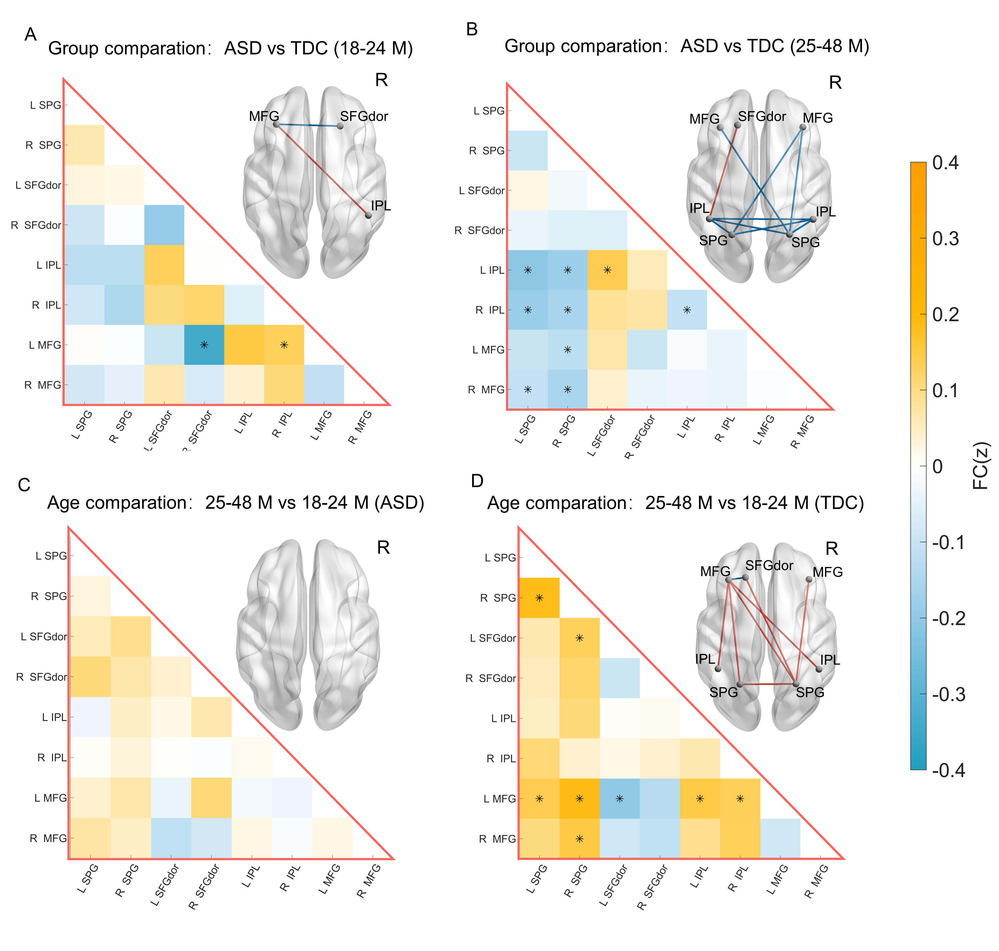 A
Group comparation: ASD vs TDC (18-24 M)
R
MFG
SFGdor
IPL
L SPG
R SPG
L SFGdor
R SFGdor
L IPL
R IPL
L MFG
R MFG
L SPG
R SPG
L SFGdor
R SFGdor
L IPL
R IPL
L MFG
R MFG
B
Group comparation: ASD vs TDC (25-48 M)
R
MFG
SFGdor
MFG
IPL
IPL
SPG
SPG
L SPG
R SPG
L SFGdor
R SFGdor
L IPL
R IPL
L MFG
R MFG
L SPG
R SPG
L SFGdor
R SFGdor
L IPL
R IPL
L MFG
R MFG
C
Age comparation: 25-48 M vs 18-24 M (ASD)
R
L SPG
R SPG
L SFGdor
R SFGdor
L IPL
R IPL
L MFG
R MFG
L SPG
R SPG
L SFGdor
R SFGdor
L IPL
R IPL
L MFG
R MFG
D
Age comparation: 25-48 M vs 18-24 M (TDC)
R
MFG
SFGdor
MFG
IPL
IPL
SPG
SPG
L SPG
R SPG
L SFGdor
R SFGdor
L IPL
R IPL
L MFG
R MFG
L SPG
R SPG
L SFGdor
R SFGdor
L IPL
R IPL
L MFG
R MFG
0.4
0.3
0.2
0.1
0
-0.1
-0.2
-0.3
-0.4
FC(z)